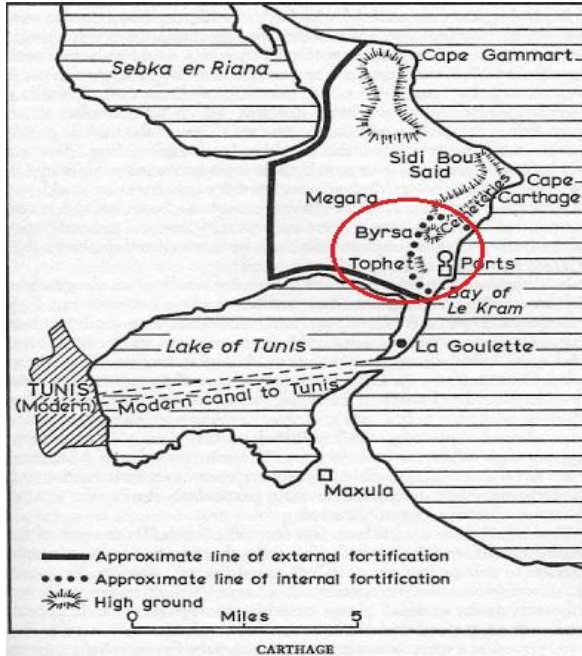 Cape Gammart
Sebka er Riana
Sidi Bou
Said
Megara
Cape
Carthage
Cemeteries
Byrsa
Tophet
Ports
Bay of
Le Kram
Lake of Tunis
La Goulette
TUNIS
(Modern)
Modern canal to Tunis
Maxula
Approximate line of external fortification
Approximate line of internal fortification
High ground
0 Miles 5
CARTHAGE